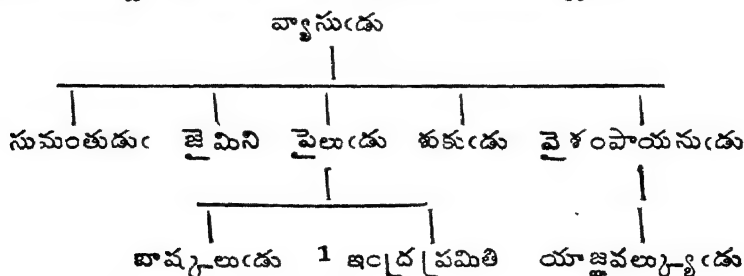 వ్యాసుఁడు
సుమంతుడుఁ జైమిని పైలుఁడు శుకుఁడు వైశంపాయనుఁడు
బాష్కలుఁడు 1 ఇంద్రప్రమితి యాజ్ఞవల్క్యుఁడు